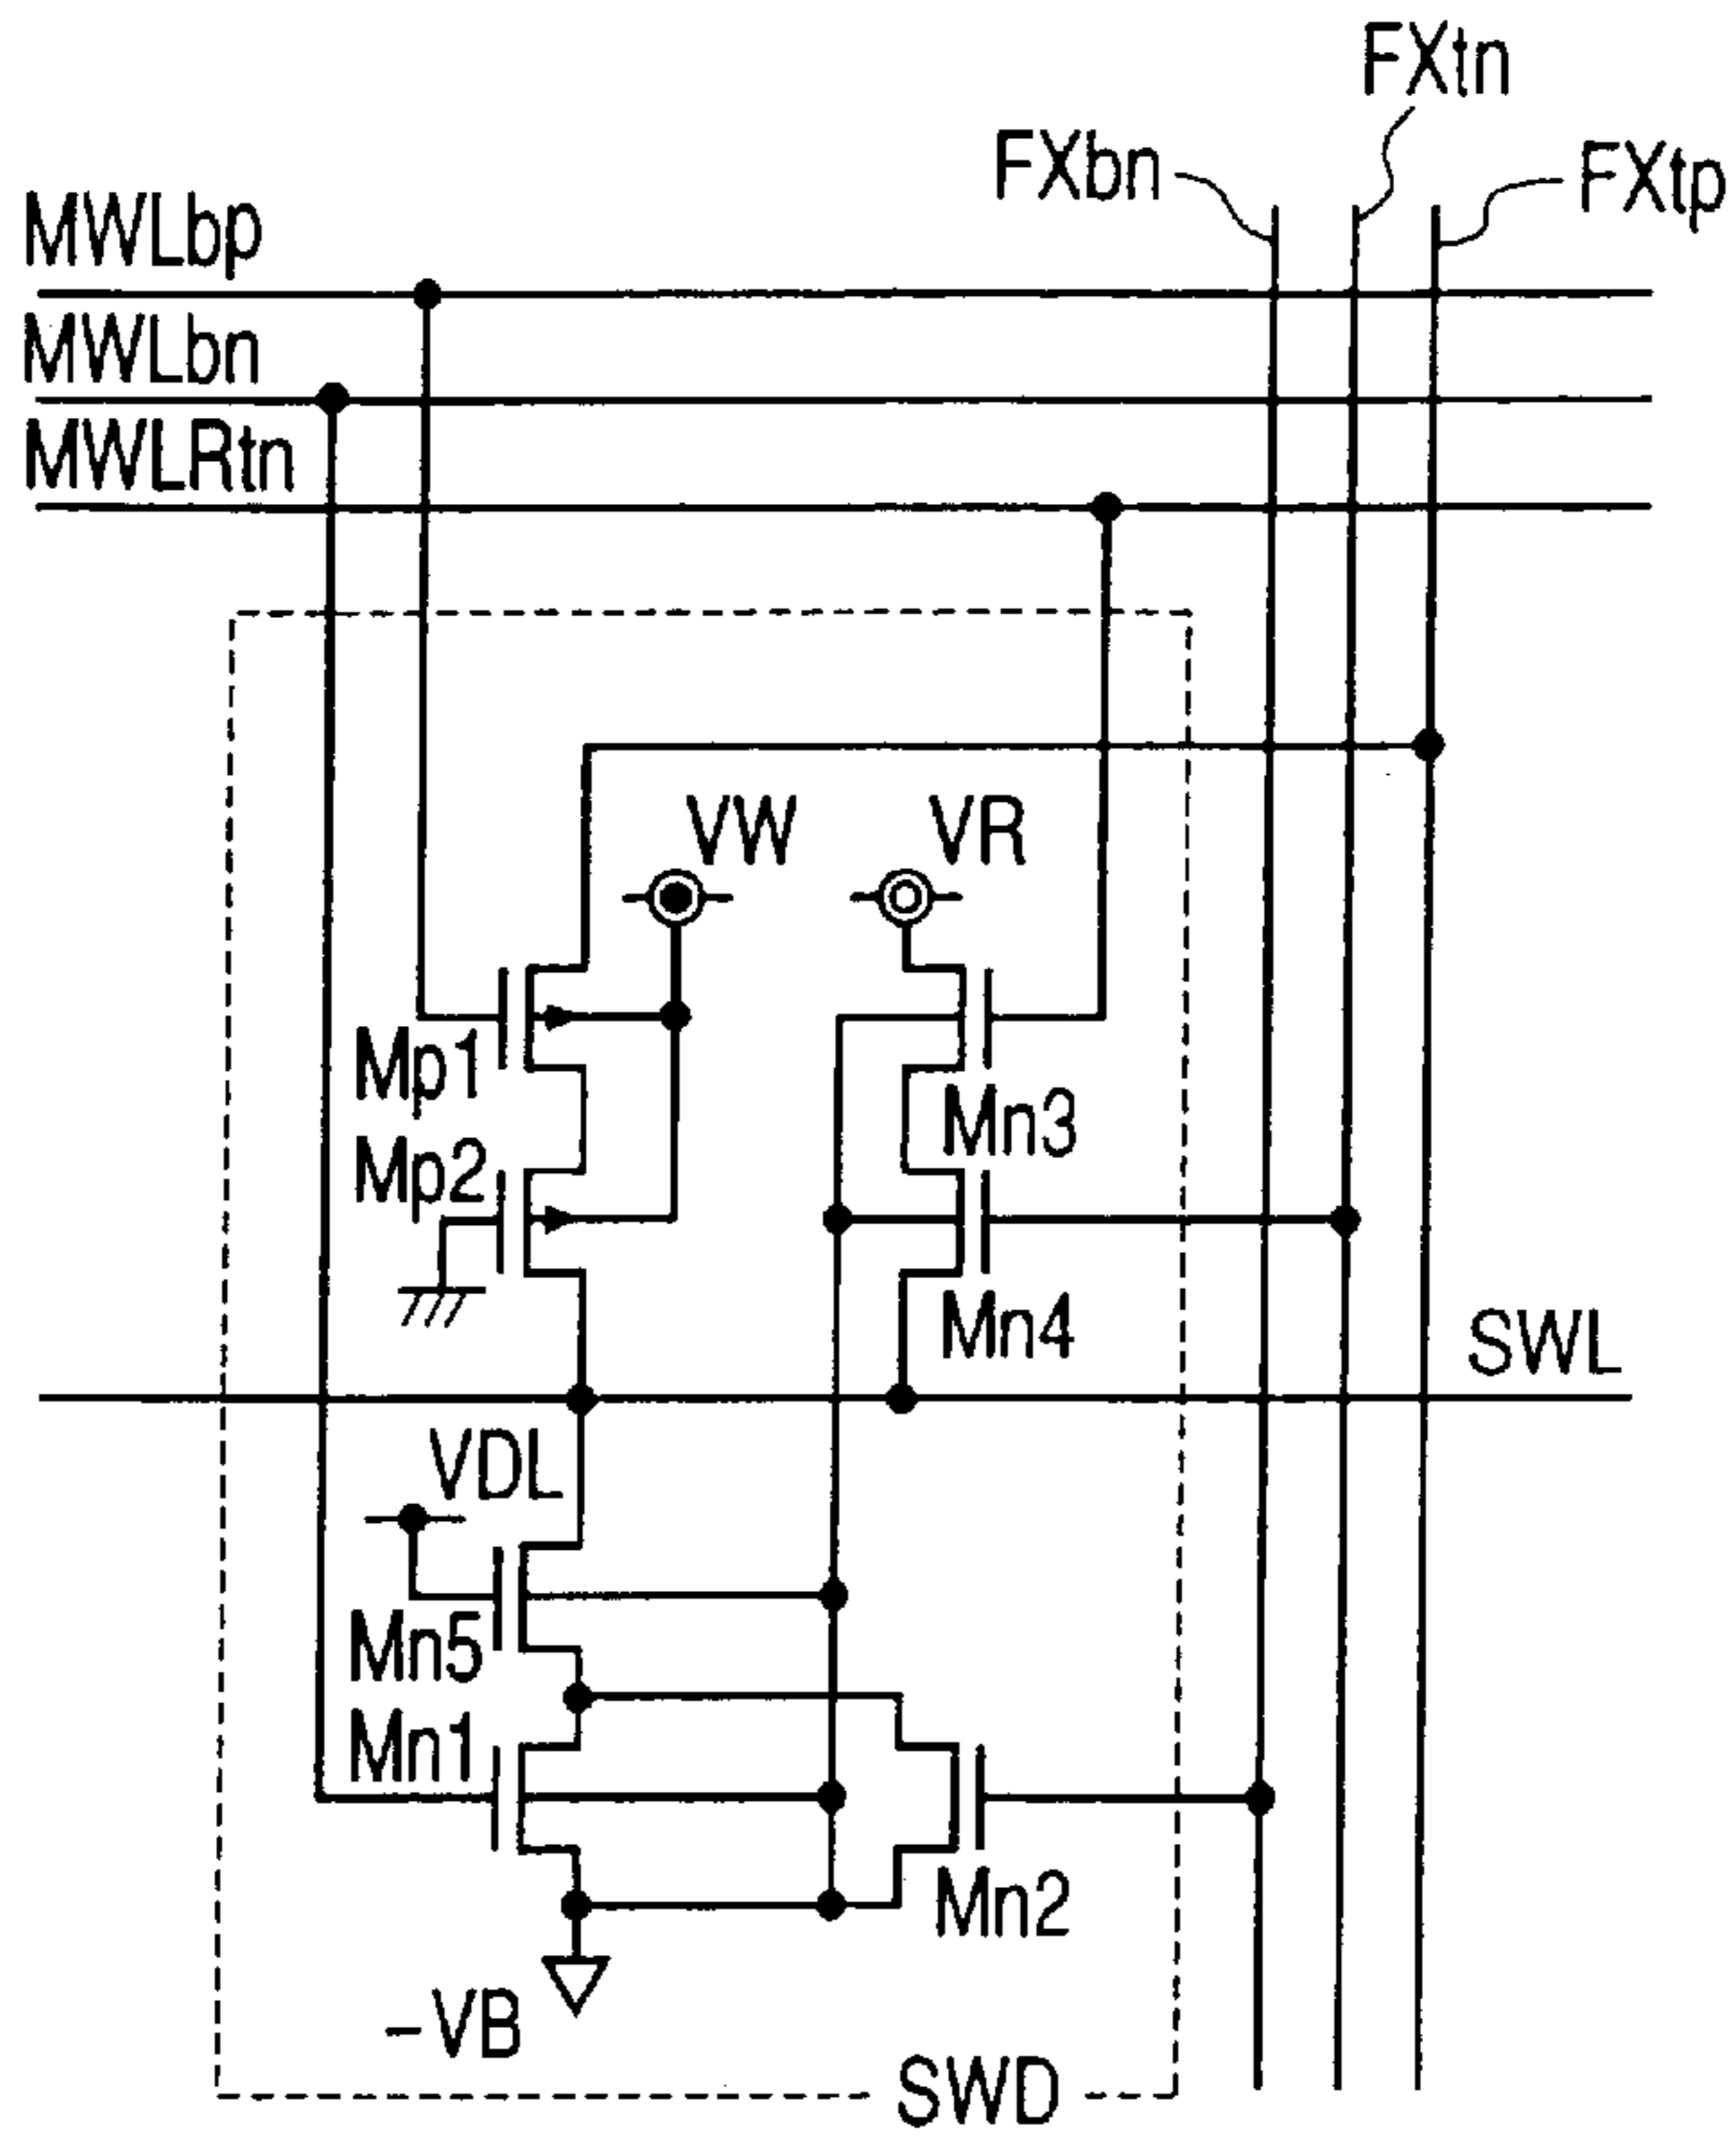 FXtn
FXbn
FXtp
MWLbp
MWLbn
MWLRtn
VW
VR
Mp1
Mn3
Mp2
Mn4
SWL
VDL
Mn5
Mn1
Mn2
-VB
SWD